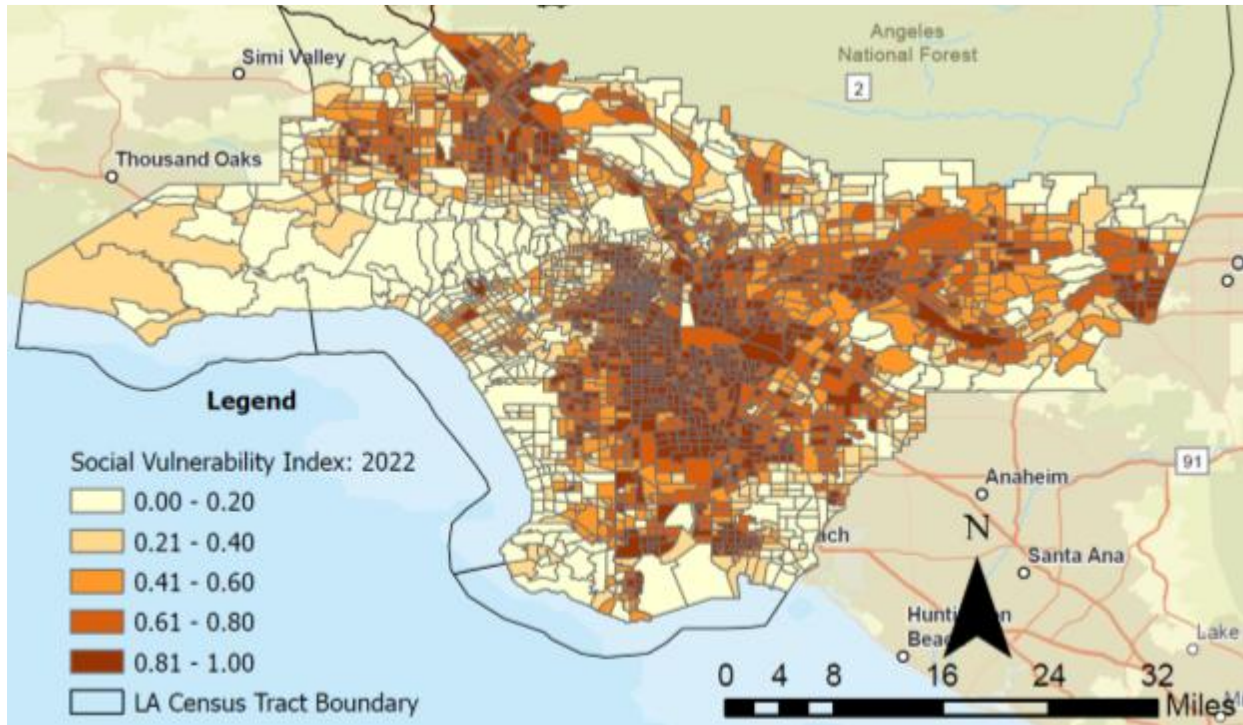 Angeles
National Forest
Simi Valley
2
Thousand Oaks
Legend
Social Vulnerability Index: 2022
0.00 - 0.20
0.21 - 0.40
0.41 - 0.60
0.61 - 0.80
0.81 - 1.00
LA Census Tract Boundary
91
Anaheim
N
ach
Santa Ana
Beac
Lake
0 4 8 16 24 32
Miles